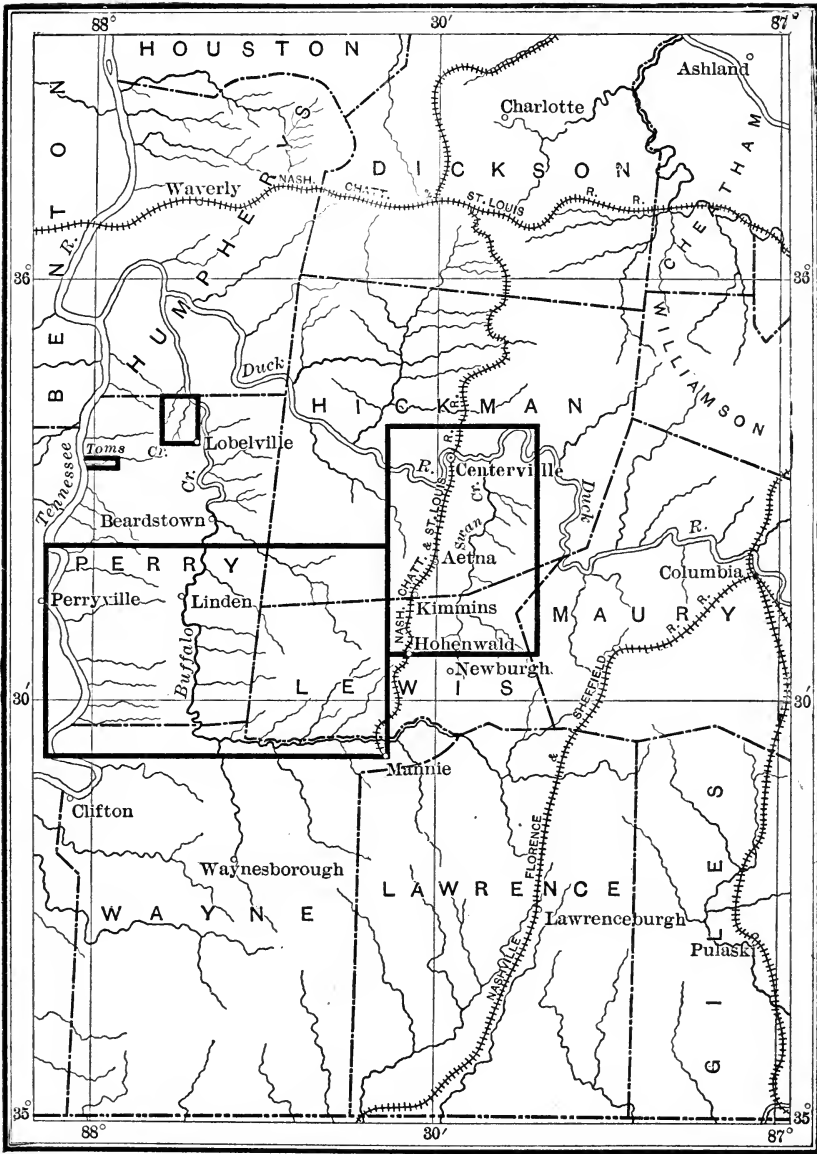 88° 30′ 87°
HOUSTON
Ashland
BENTON
Charlotte
HUMPHREYS
DICKSON
CHEATHAM
Waverly
NASH. CHATT. & ST. LOUIS R. R.
R.
36° 36°
WILLIAMSON
Duck
HICKMAN
Lobelville
Toms Cr.
R.
Centerville
Tennessee
Cr.
Swan Cr.
Duck
R.
Beardstown
NASH. CHATT. & ST. LOUIS R. R.
Aetna
PERRY
Columbia
Perryville
Linden
Kimmins
MAURY
Buffalo
Hohenwald
Newburgh
R. R.
LEWIS
30′ 30′
NASHVILLE FLORENCE & SHEFFIELD
Mannie
Clifton
Waynesborough
LAWRENCE
WAYNE
Lawrenceburgh
GILES
Pulaski
35° 35°
88° 30′ 87°